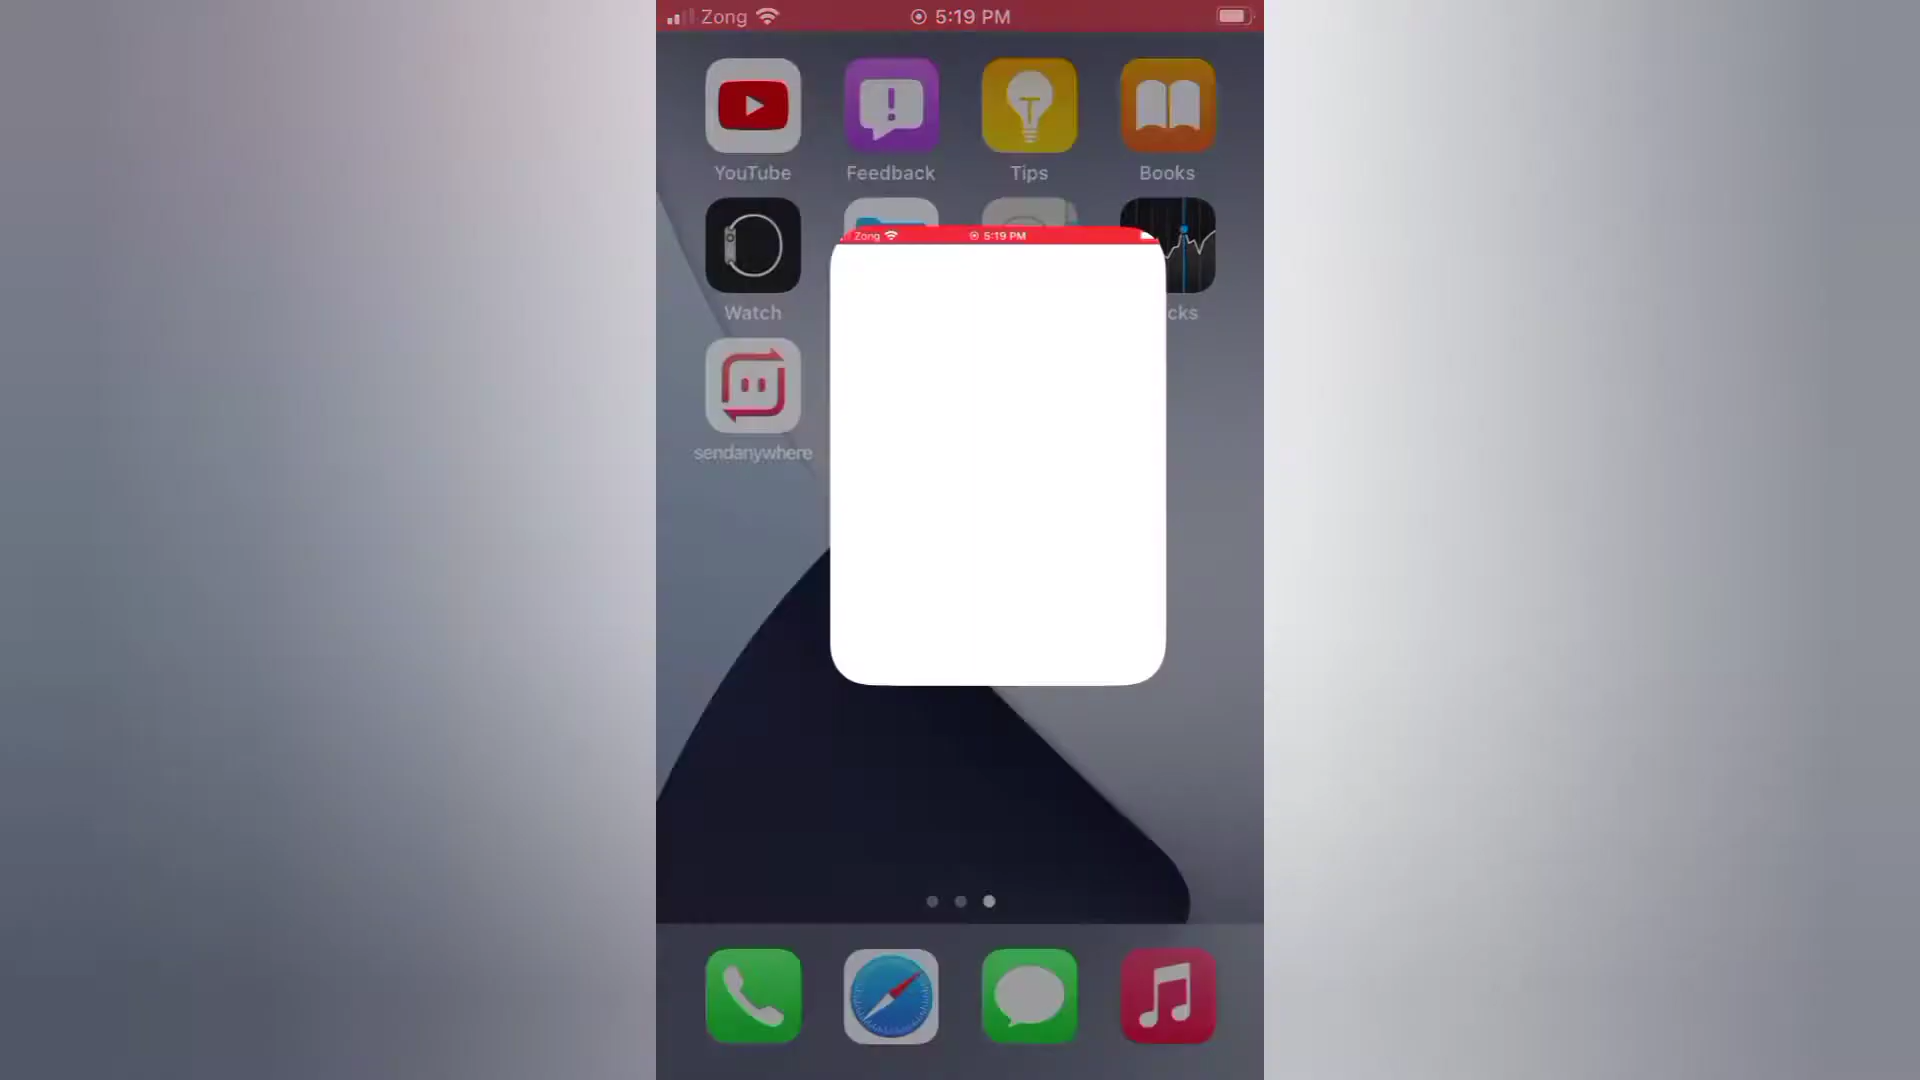 Zong 5:19 PM
YouTube Feedback Tips Books
Zong 5:19 PM
Watch cks
sendanywhere